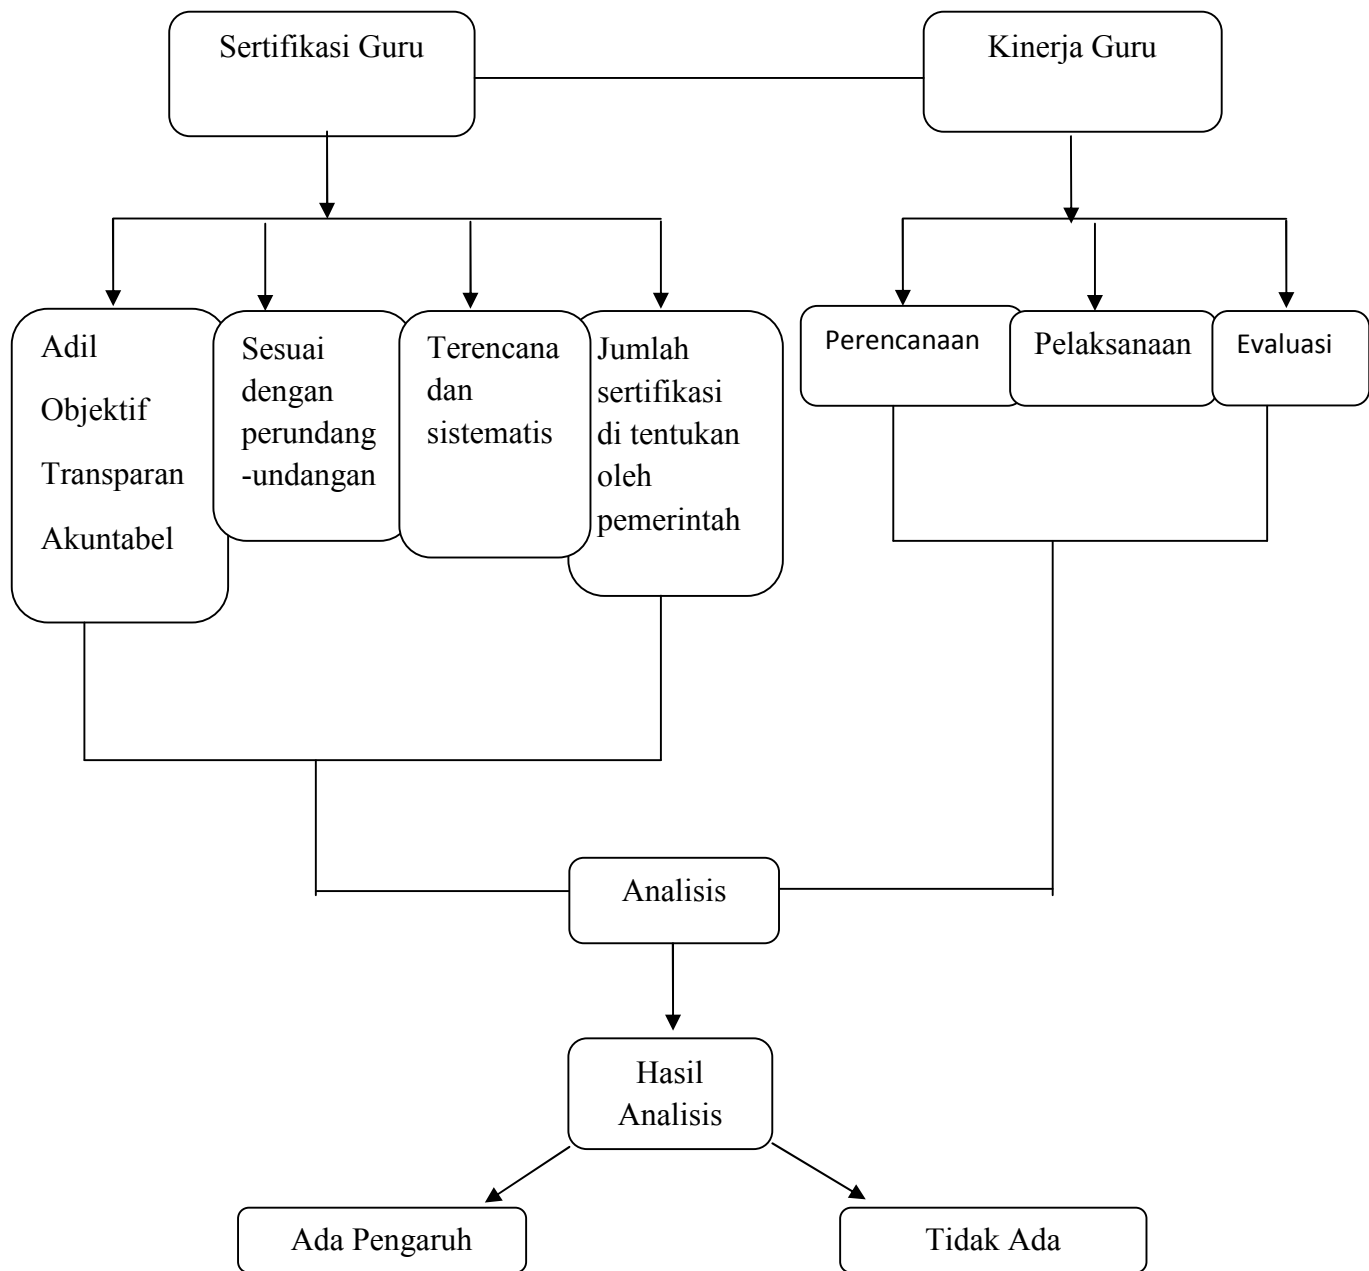 Sertifikasi Guru
Kinerja Guru
Adil
Objektif
Transparan
Akuntabel
Sesuai
dengan
perundang
-undangan
Terencana
dan
sistematis
Jumlah
sertifikasi
di tentukan
oleh
pemerintah
Perencanaan
Pelaksanaan
Evaluasi
Analisis
Hasil
Analisis
Ada Pengaruh
Tidak Ada